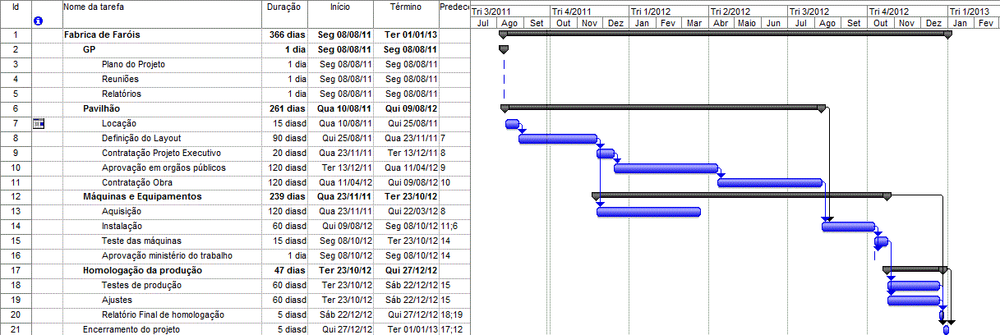 Id Nome da tarefa Duração Início Término Predec
Tri 3/2011 Tri 4/2011 Tri 1/2012 Tri 2/2012 Tri 3/2012 Tri 4/2012 Tri 1/2013
Jul Ago Set Out Nov Dez Jan Fev Mar Abr Maio Jun Jul Ago Set Out Nov Dez Jan Fev
1 Fabrica de Faróis 366 dias Seg 08/08/11 Ter 01/01/13
2 GP 1 dia Seg 08/08/11 Seg 08/08/11
3 Plano do Projeto 1 dia Seg 08/08/11 Seg 08/08/11
4 Reuniões 1 dia Seg 08/08/11 Seg 08/08/11
5 Relatórios 1 dia Seg 08/08/11 Seg 08/08/11
6 Pavilhão 261 dias Qua 10/08/11 Qui 09/08/12
7 Locação 15 diasd Qua 10/08/11 Qui 25/08/11
8 Definição do Layout 90 diasd Qui 25/08/11 Qua 23/11/11 7
9 Contratação Projeto Executivo 20 diasd Qua 23/11/11 Ter 13/12/11 8
10 Aprovação em orgãos públicos 120 diasd Ter 13/12/11 Qua 11/04/12 9
11 Contratação Obra 120 diasd Qua 11/04/12 Qui 09/08/12 10
12 Máquinas e Equipamentos 239 dias Qua 23/11/11 Ter 23/10/12
13 Aquisição 120 diasd Qua 23/11/11 Qui 22/03/12 8
14 Instalação 60 diasd Qui 09/08/12 Seg 08/10/12 11;6
15 Teste das máquinas 15 diasd Seg 08/10/12 Ter 23/10/12 14
16 Aprovação ministério do trabalho 1 diad Seg 08/10/12 Seg 08/10/12 14
17 Homologação da produção 47 dias Ter 23/10/12 Qui 27/12/12
18 Testes de produção 60 diasd Ter 23/10/12 Sáb 22/12/12 15
19 Ajustes 60 diasd Ter 23/10/12 Sáb 22/12/12 15
20 Relatório Final de homologação 5 diasd Sáb 22/12/12 Qui 27/12/12 18;19
21 Encerramento do projeto 5 diasd Qui 27/12/12 Ter 01/01/13 17;12